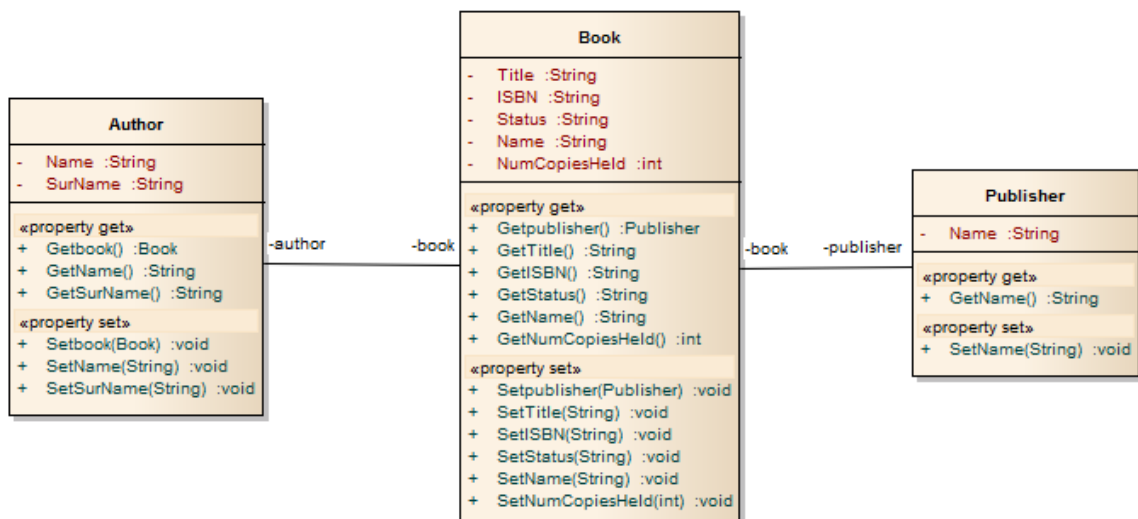 Author
- Name :String
- SurName :String
«property get»
+ Getbook() :Book
+ GetName() :String
+ GetSurName() :String
«property set»
+ Setbook(Book) :void
+ SetName(String) :void
+ SetSurName(String) :void
-author
-book
Book
- Title :String
- ISBN :String
- Status :String
- Name :String
- NumCopiesHeld :int
«property get»
+ Getpublisher() :Publisher
+ GetTitle() :String
+ GetISBN() :String
+ GetStatus() :String
+ GetName() :String
+ GetNumCopiesHeld() :int
«property set»
+ Setpublisher(Publisher) :void
+ SetTitle(String) :void
+ SetISBN(String) :void
+ SetStatus(String) :void
+ SetName(String) :void
+ SetNumCopiesHeld(int) :void
-book
-publisher
Publisher
- Name :String
«property get»
+ GetName() :String
«property set»
+ SetName(String) :void